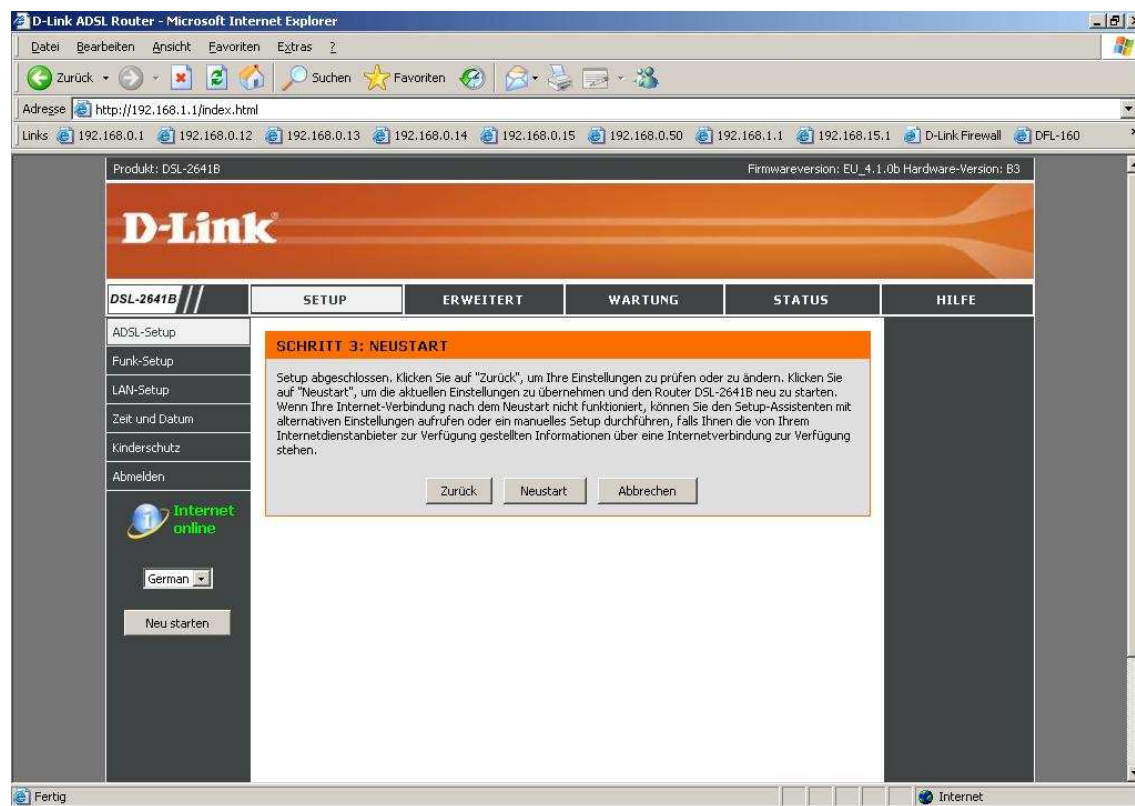 D-Link ADSL Router - Microsoft Internet Explorer
Datei Bearbeiten Ansicht Favoriten Extras ?
Zurück Suchen Favoriten
Adresse http://192.168.1.1/index.html
Links 192.168.0.1 192.168.0.12 192.168.0.13 192.168.0.14 192.168.0.15 192.168.0.50 192.168.1.1 192.168.15.1 D-Link Firewall DFL-160
Produkt: DSL-2641B Firmwareversion: EU_4.1.0b Hardware-Version: B3
D-Link®
DSL-2641B SETUP ERWEITERT WARTUNG STATUS HILFE
ADSL-Setup
Funk-Setup
LAN-Setup
Zeit und Datum
Kinderschutz
Abmelden
Internet
online
German
Neu starten
SCHRITT 3: NEUSTART
Setup abgeschlossen. Klicken Sie auf "Zurück", um Ihre Einstellungen zu prüfen oder zu ändern. Klicken Sie
auf "Neustart", um die aktuellen Einstellungen zu übernehmen und den Router DSL-2641B neu zu starten.
Wenn Ihre Internet-Verbindung nach dem Neustart nicht funktioniert, können Sie den Setup-Assistenten mit
alternativen Einstellungen aufrufen oder ein manuelles Setup durchführen, falls Ihnen die von Ihrem
Internetdienstanbieter zur Verfügung gestellten Informationen über eine Internetverbindung zur Verfügung
stehen.
Zurück Neustart Abbrechen
Fertig Internet